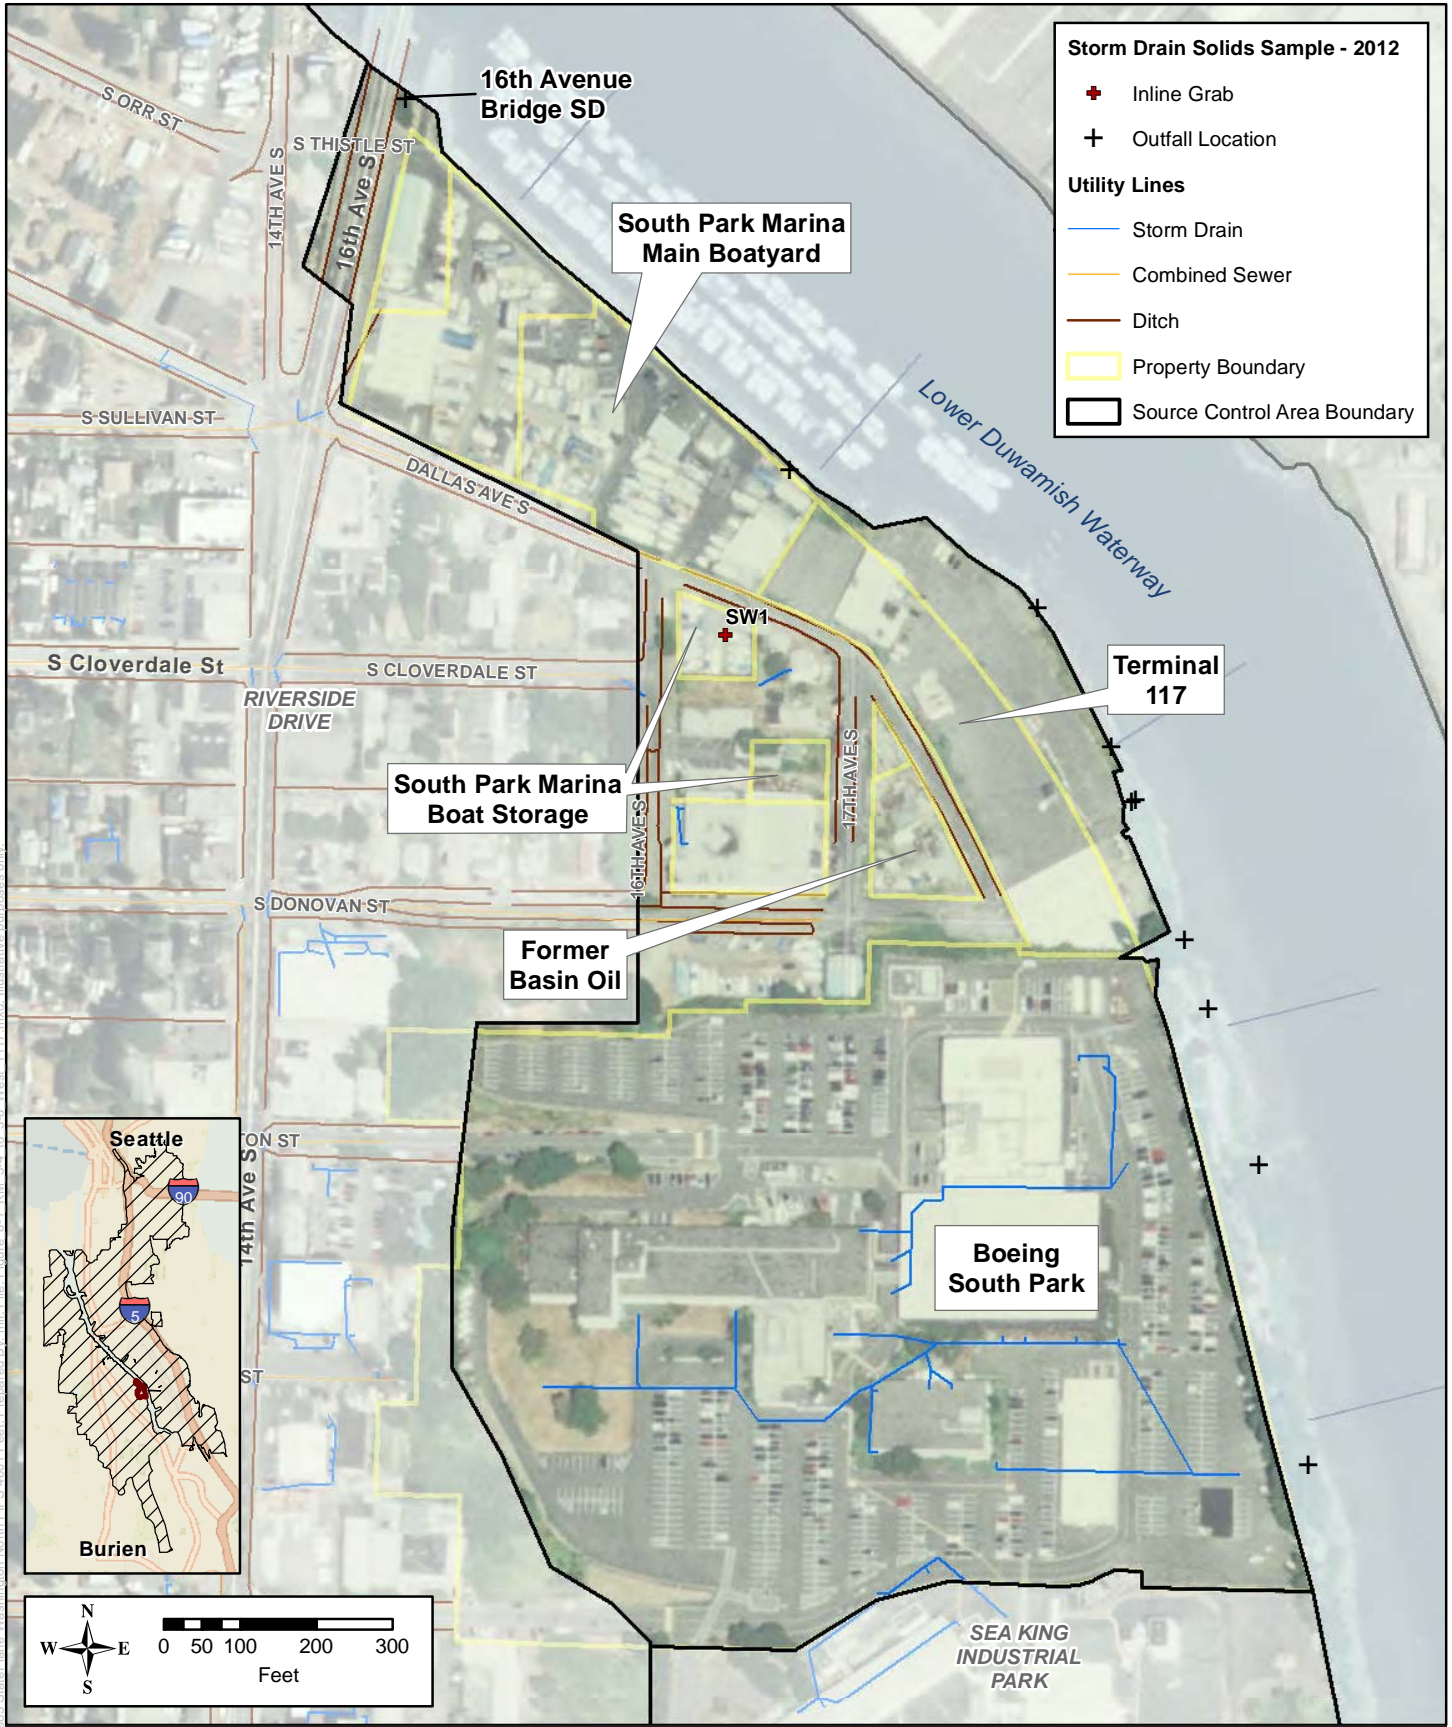 16th Avenue
Bridge SD
Storm Drain Solids Sample - 2012
Inline Grab
Outfall Location
Utility Lines
Storm Drain
Combined Sewer
Ditch
Property Boundary
Source Control Area Boundary
S ORR ST
S THISTLE ST
14TH AVE S
16th Ave S
South Park Marina
Main Boatyard
S SULLIVAN ST
DALLAS AVE S
Lower Duwamish Waterway
SW1
S Cloverdale St
S CLOVERDALE ST
RIVERSIDE
DRIVE
Terminal
117
South Park Marina
Boat Storage
16TH AVE S
17TH AVE S
S DONOVAN ST
Former
Basin Oil
Seattle
90
5
Burien
TON ST
14th Ave S
ST
Boeing
South Park
N
W E
S
0 50 100 200 300
Feet
SEA KING
INDUSTRIAL
PARK